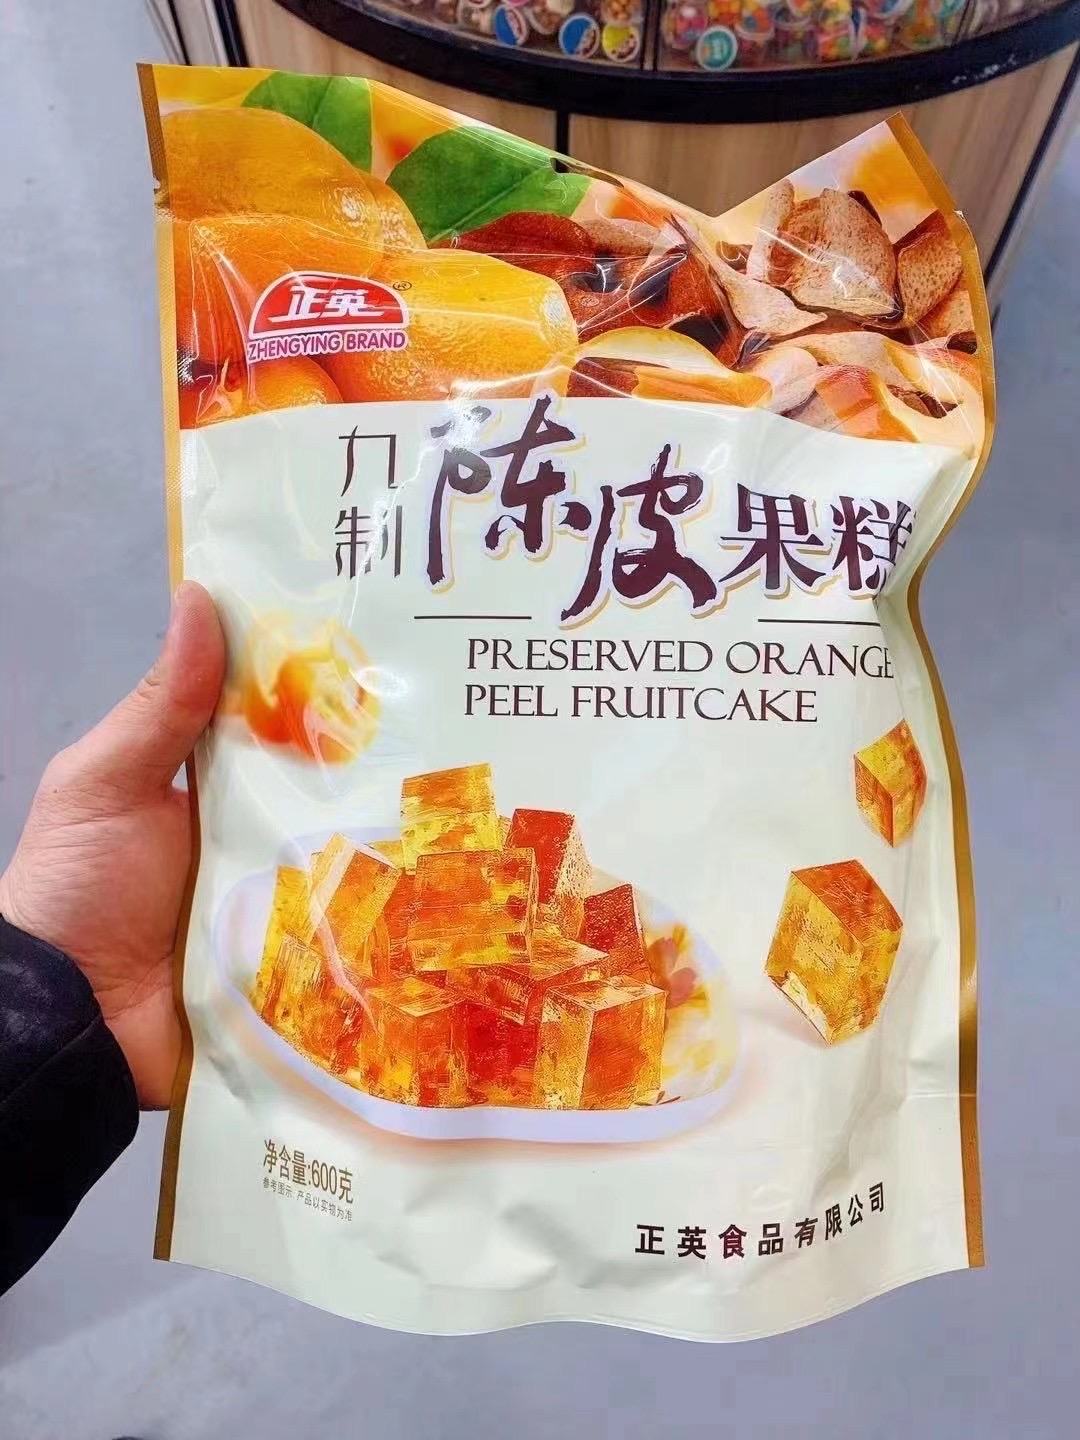 正英®
ZHENGYING BRAND
九制
陈皮果糕
PRESERVED ORANGE
PEEL FRUITCAKE
净含量:600克
参考图示 产品以实物为准
正英食品有限公司